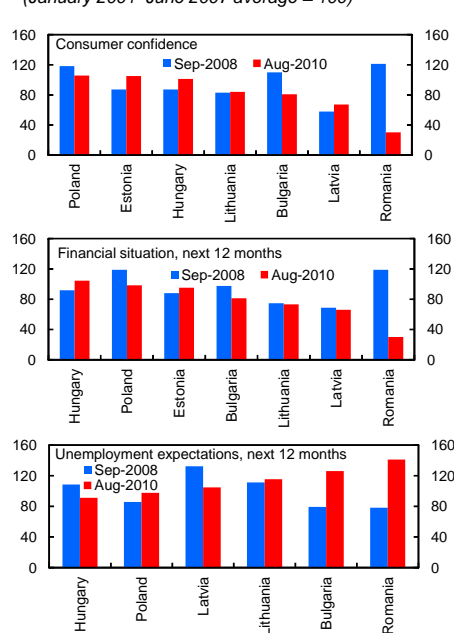 (January 2001–June 2007 average = 100)
160 Consumer confidence 160
Sep-2008 Aug-2010
120 120
80 80
40 40
0 0
Poland Estonia Hungary Lithuania Bulgaria Latvia Romania
160 160
Financial situation, next 12 months
120 Sep-2008 Aug-2010 120
80 80
40 40
0 0
Hungary Poland Estonia Bulgaria Lithuania Latvia Romania
160 Unemployment expectations, next 12 months 160
Sep-2008
120 Aug-2010 120
80 80
40 40
0 0
Hungary Poland Latvia Lithuania Bulgaria Romania